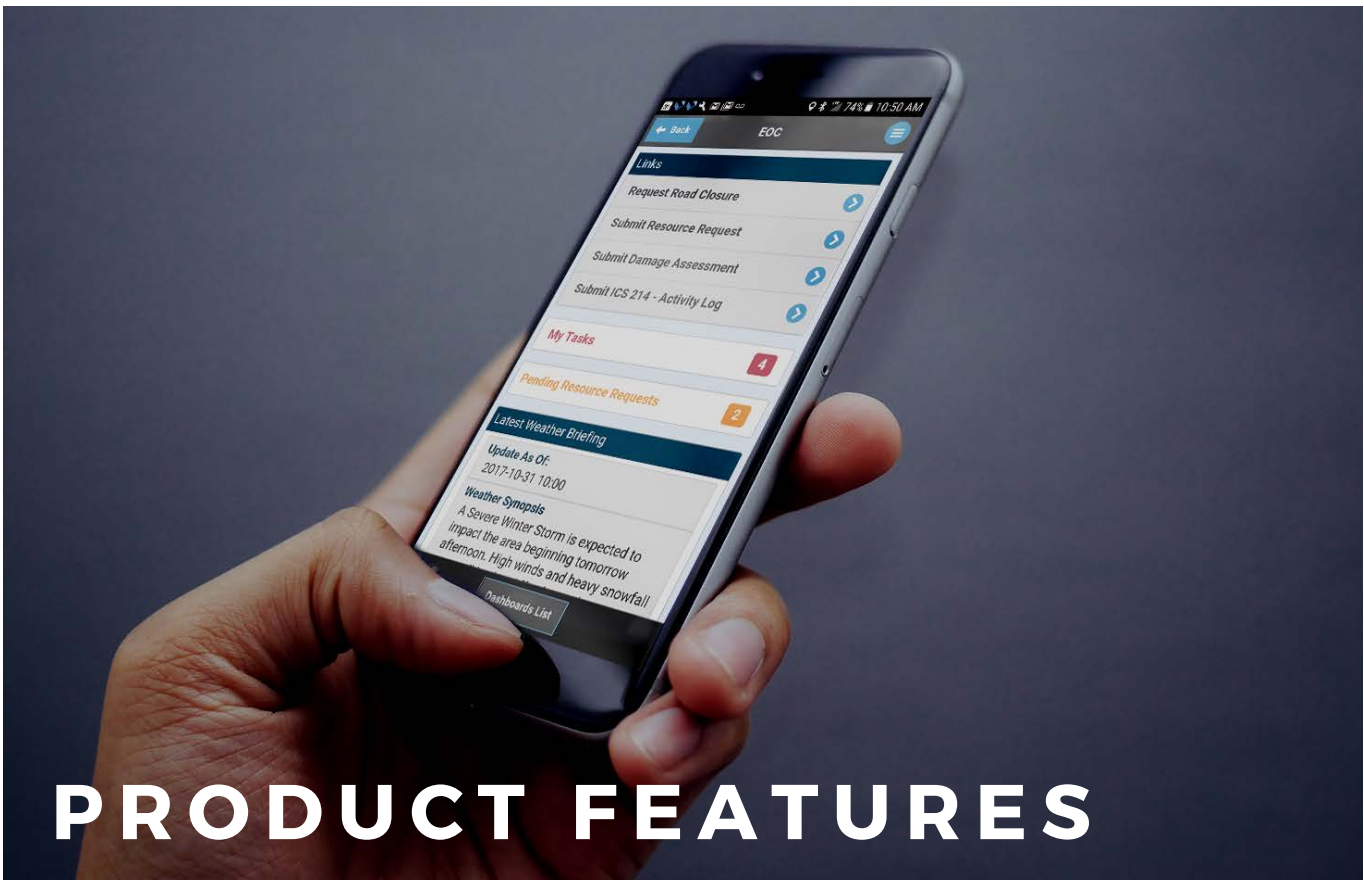 74% 10:50 AM
Back
EOC
Links
Request Road Closure
Submit Resource Request
Submit Damage Assessment
Submit ICS 214 - Activity Log
My Tasks
4
Pending Resource Requests
2
Latest Weather Briefing
Update As Of:
2017-10-31 10:00
Weather Synopsis
A Severe Winter Storm is expected to
impact the area beginning tomorrow
afternoon. High winds and heavy snowfall
Dashboards List
PRODUCT FEATURES